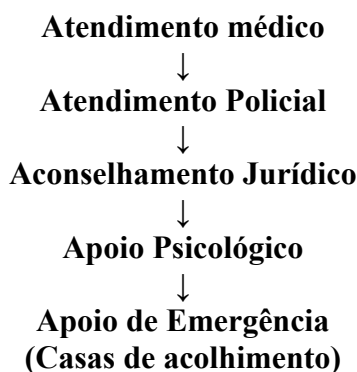 Atendimento médico
↓
Atendimento Policial
↓
Aconselhamento Jurídico
↓
Apoio Psicológico
↓
Apoio de Emergência
(Casas de acolhimento)